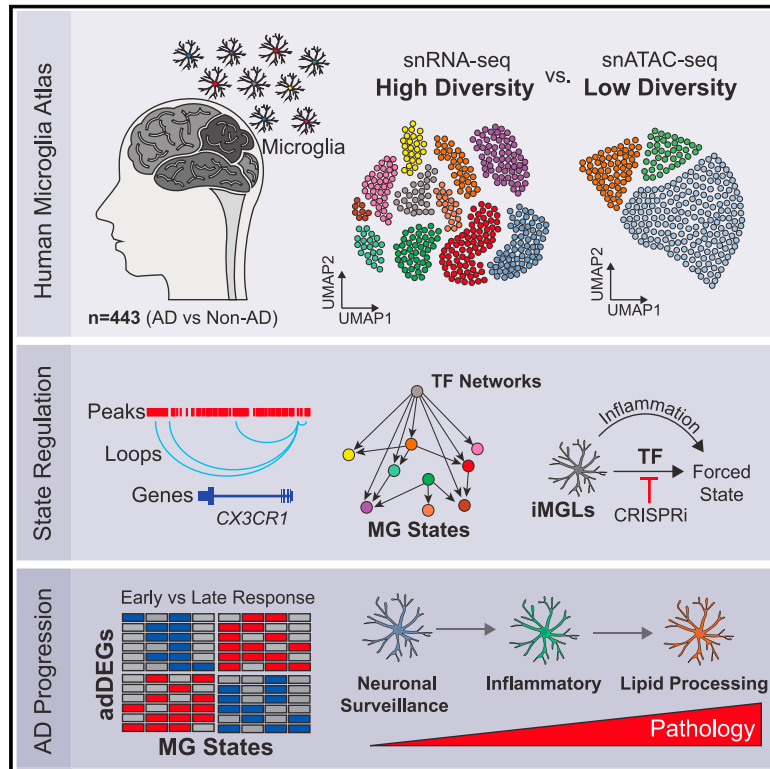 Human Microglia Atlas
Microglia
n=443 (AD vs Non-AD)
snRNA-seq
High Diversity
vs.
snATAC-seq
Low Diversity
UMAP2
UMAP1
UMAP2
UMAP1
State Regulation
Peaks
Loops
Genes
CX3CR1
TF Networks
MG States
Inflammation
TF
iMGLs
Forced
State
CRISPRi
AD Progression
Early vs Late Response
adDEGs
MG States
Neuronal
Surveillance
Inflammatory
Lipid Processing
Pathology